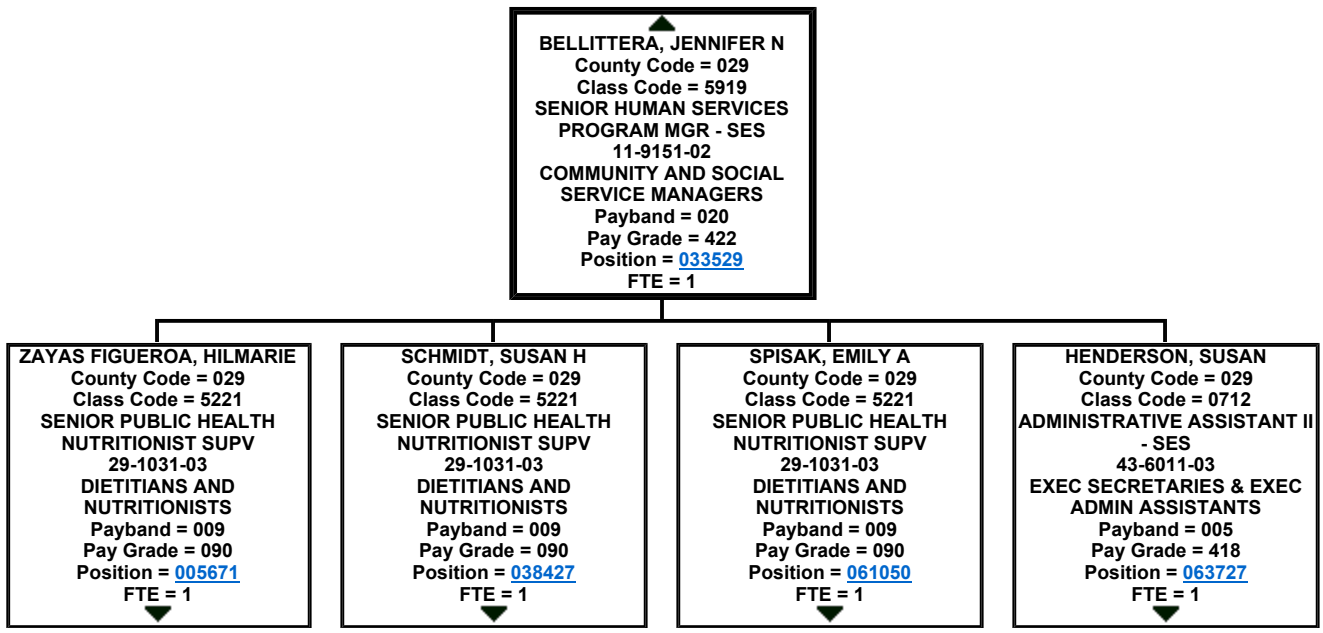 BELLITTERA, JENNIFER N
County Code = 029
Class Code = 5919
SENIOR HUMAN SERVICES
PROGRAM MGR - SES
11-9151-02
COMMUNITY AND SOCIAL
SERVICE MANAGERS
Payband = 020
Pay Grade = 422
Position = 033529
FTE = 1
ZAYAS FIGUEROA, HILMARIE
County Code = 029
Class Code = 5221
SENIOR PUBLIC HEALTH
NUTRITIONIST SUPV
29-1031-03
DIETITIANS AND
NUTRITIONISTS
Payband = 009
Pay Grade = 090
Position = 005671
FTE = 1
SCHMIDT, SUSAN H
County Code = 029
Class Code = 5221
SENIOR PUBLIC HEALTH
NUTRITIONIST SUPV
29-1031-03
DIETITIANS AND
NUTRITIONISTS
Payband = 009
Pay Grade = 090
Position = 038427
FTE = 1
SPISAK, EMILY A
County Code = 029
Class Code = 5221
SENIOR PUBLIC HEALTH
NUTRITIONIST SUPV
29-1031-03
DIETITIANS AND
NUTRITIONISTS
Payband = 009
Pay Grade = 090
Position = 061050
FTE = 1
HENDERSON, SUSAN
County Code = 029
Class Code = 0712
ADMINISTRATIVE ASSISTANT II
- SES
43-6011-03
EXEC SECRETARIES & EXEC
ADMIN ASSISTANTS
Payband = 005
Pay Grade = 418
Position = 063727
FTE = 1